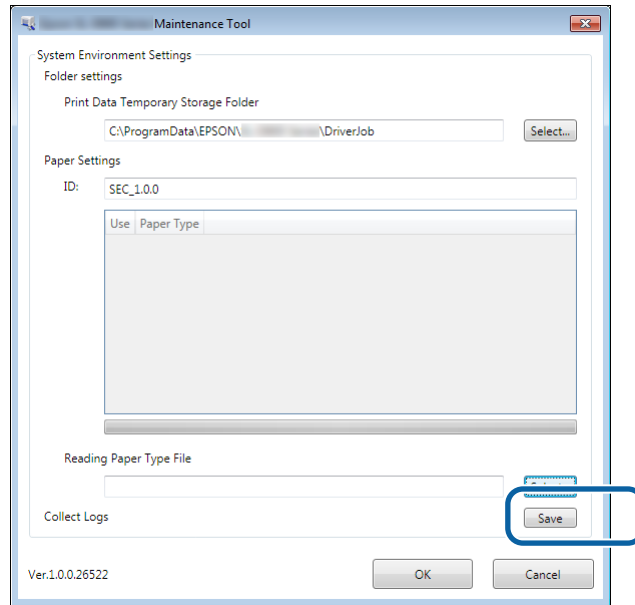 Maintenance Tool
System Environment Settings
Folder settings
Print Data Temporary Storage Folder
C:\ProgramData\EPSON\ \DriverJob
Select...
Paper Settings
ID:
SEC_1.0.0
Use Paper Type
Reading Paper Type File
Collect Logs
Save
Ver.1.0.0.26522
OK
Cancel